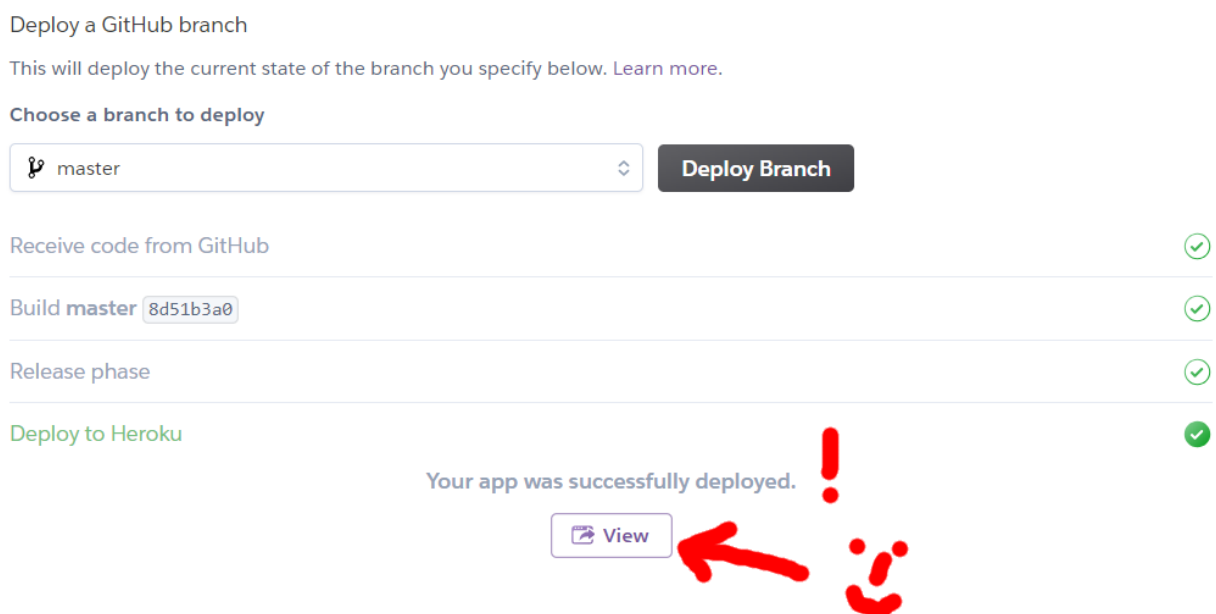 Deploy a GitHub branch
This will deploy the current state of the branch you specify below. Learn more.
Choose a branch to deploy
master
Deploy Branch
Receive code from GitHub
Build master 8d51b3a0
Release phase
Deploy to Heroku
Your app was successfully deployed. !
View